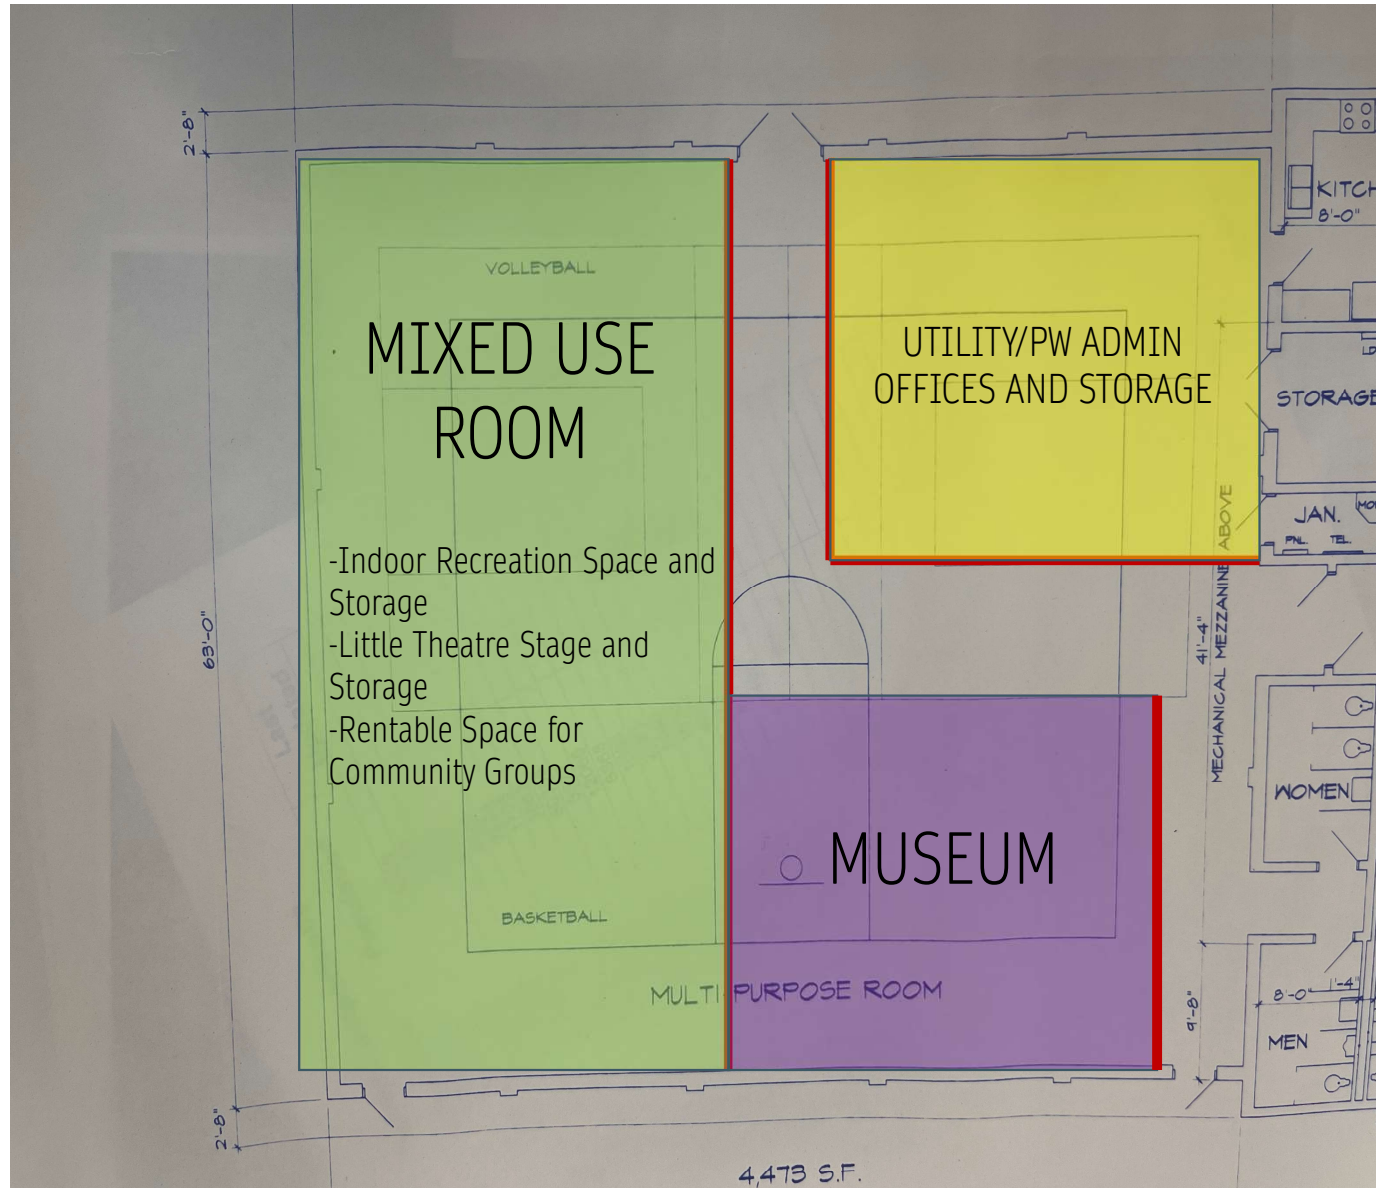 2'-8"
KITCH
8'-0"
VOLLEYBALL
MIXED USE
ROOM
UTILITY/PW ADMIN
OFFICES AND STORAGE
STORAGE
JAN.
PNL.
TEL.
-Indoor Recreation Space and
Storage
-Little Theatre Stage and
Storage
-Rentable Space for
Community Groups
63'-0"
41'-4"
MECHANICAL MEZZANINE ABOVE
WOMEN
MUSEUM
BASKETBALL
MULTI PURPOSE ROOM
9'-8"
8'-0"
1'-4"
MEN
2'-8"
4,473 S.F.